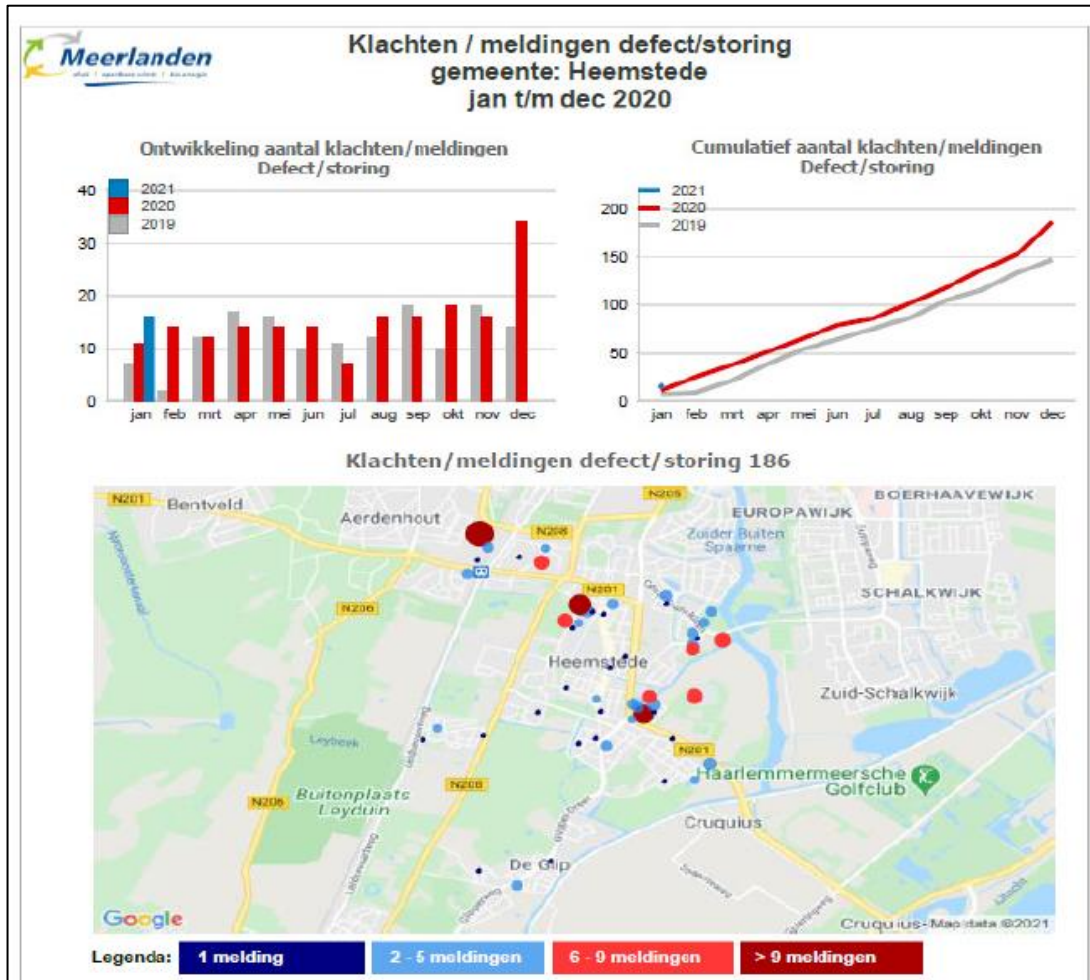 Meerlanden
Klachten / meldingen defect/storing
gemeente: Heemstede
jan t/m dec 2020
Ontwikkeling aantal klachten/meldingen
Defect/storing
40
30
20
10
0
2021
2020
2019
jan feb mrt apr mei jun jul aug sep okt nov dec
Cumulatief aantal klachten/meldingen
Defect/storing
2021
2020
2019
200
150
100
50
0
jan feb mrt apr mei jun jul aug sep okt nov dec
Klachten/meldingen defect/storing 186
N201
Bentveld
Aerdenhout
N208
N205
EUROPAWIJK
BOERHAAVEWIJK
Zuider Buiten
Spaarne
SCHALKWIJK
N206
N201
Heemstede
Zuid-Schalkwijk
Leybeek
N201
N206
N208
Buitenplaats
Leyduin
Haarlemmermeersche
Golfclub
Cruquius
De Glip
Google
Cruquius-Map data ©2021
Legenda:
1 melding
2 - 5 meldingen
6 - 9 meldingen
> 9 meldingen